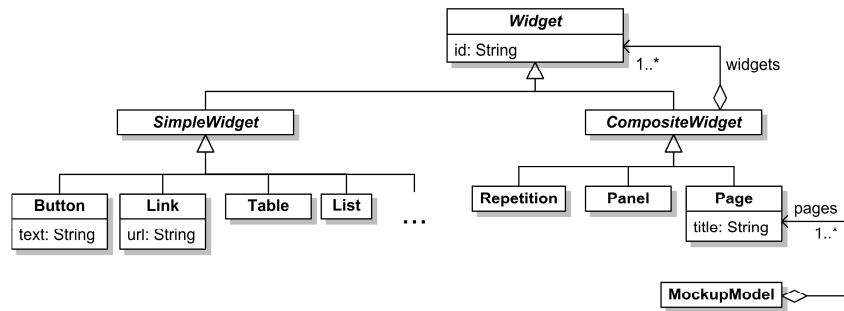 Widget
id: String
1..*
widgets
SimpleWidget
CompositeWidget
Button
text: String
Link
url: String
Table
List
...
Repetition
Panel
Page
title: String
pages
1..*
MockupModel